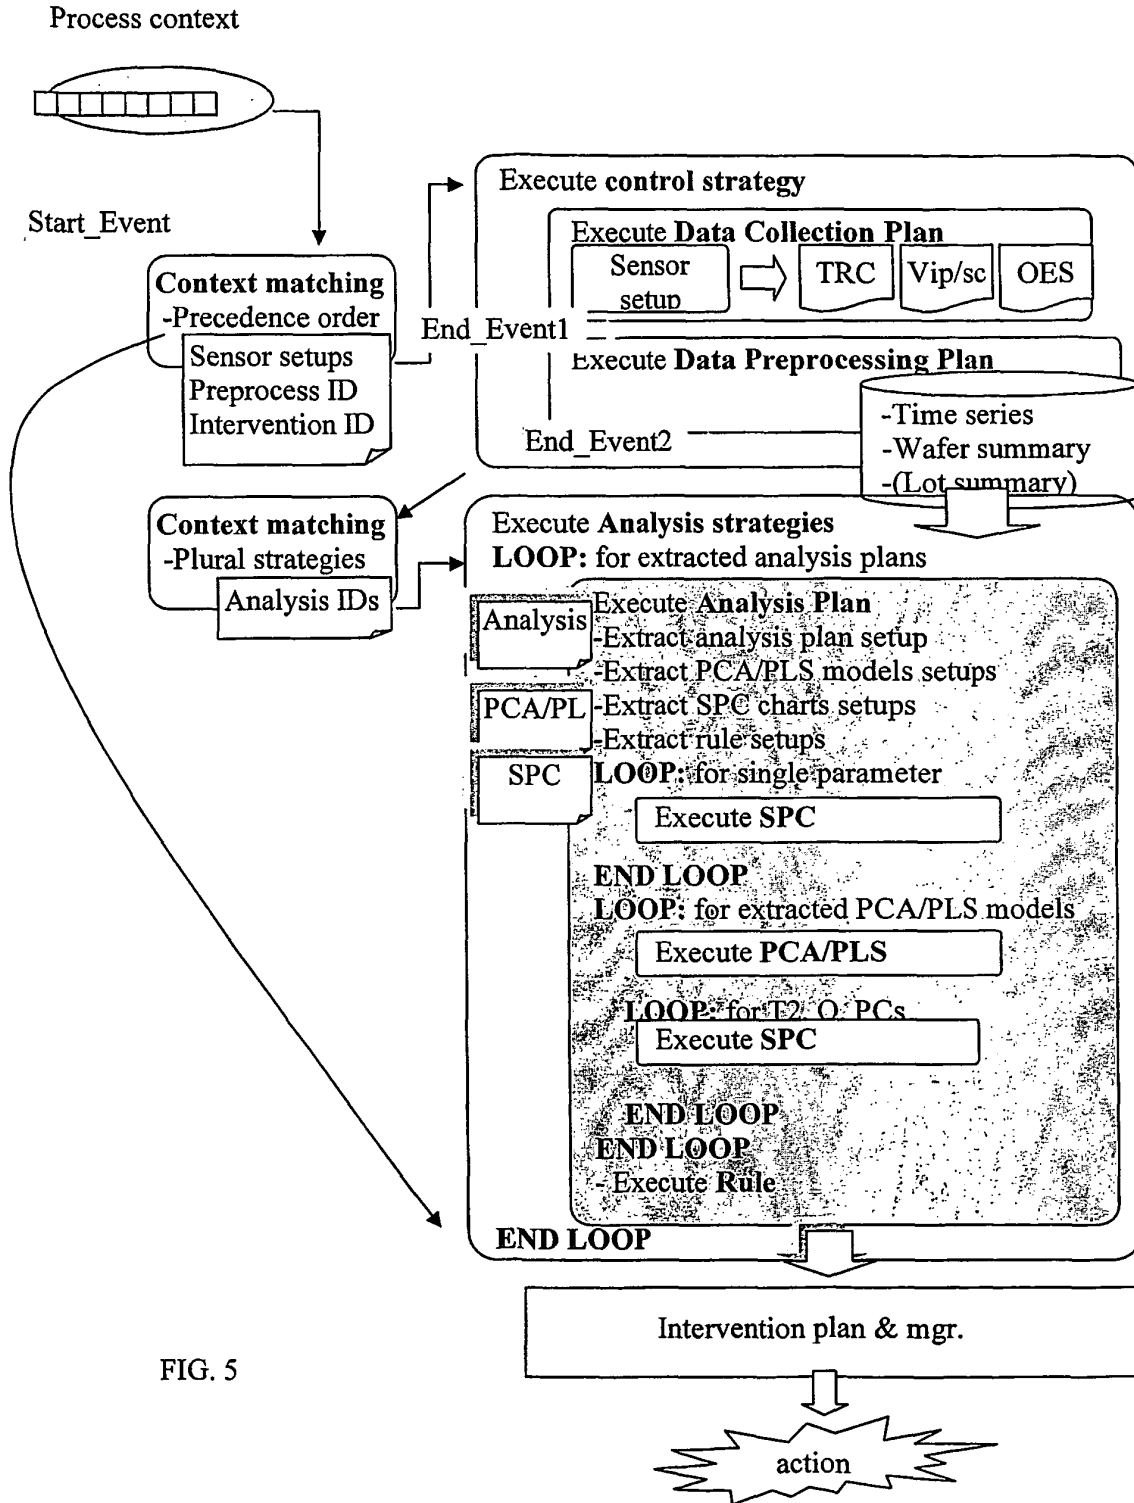 Process context
Start_Event
Context matching
-Precedence order
Sensor setups
Preprocess ID
Intervention ID
End_Event1
Execute control strategy
Execute Data Collection Plan
Sensor
setup
TRC
Vip/sc
OES
Execute Data Preprocessing Plan
-Time series
-Wafer summary
-(Lot summary)
End_Event2
Context matching
-Plural strategies
Analysis IDs
Execute Analysis strategies
LOOP: for extracted analysis plans
Analysis
PCA/PL
SPC
Execute Analysis Plan
-Extract analysis plan setup
-Extract PCA/PLS models setups
-Extract SPC charts setups
-Extract rule setups
LOOP: for single parameter
Execute SPC
END LOOP
LOOP: for extracted PCA/PLS models
Execute PCA/PLS
LOOP: for T2, Q, PCs
Execute SPC
END LOOP
END LOOP
- Execute Rule
END LOOP
Intervention plan & mgr.
action
FIG. 5